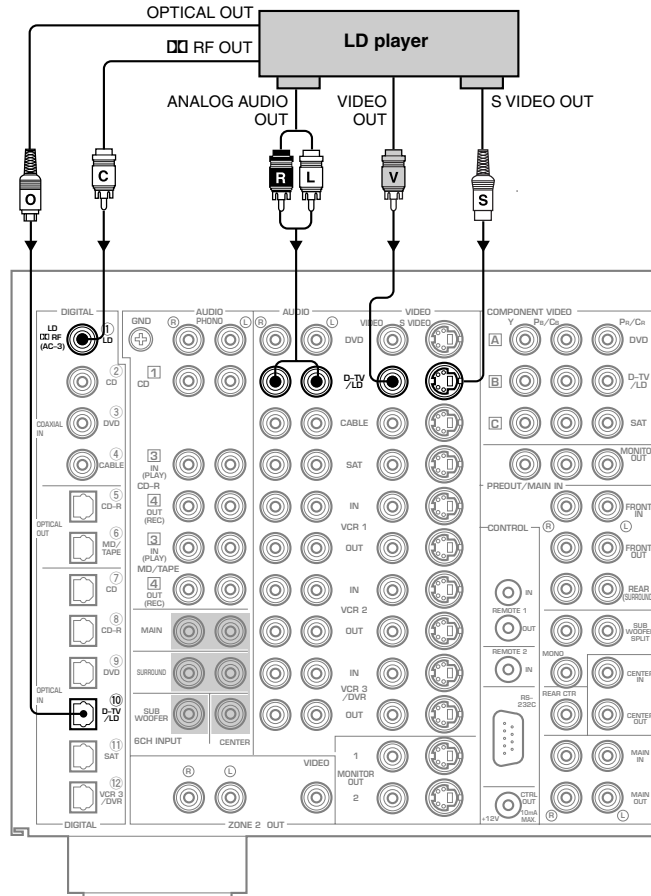 OPTICAL OUT
RF OUT
LD player
ANALOG AUDIO
OUT
VIDEO
OUT
S VIDEO OUT
O
C
R
L
V
S
DIGITAL
LD
RF
(AC-3)
①
LD
②
CD
COAXIAL
IN
③
DVD
④
CABLE
⑤
CD-R
OPTICAL
OUT
⑥
MD/
TAPE
⑦
CD
⑧
CD-R
⑨
DVD
OPTICAL
IN
⑩
D-TV
/LD
⑪
SAT
⑫
VCR 3
/DVR
DIGITAL
GND
AUDIO
R PHONO L
1
CD
3
IN
(PLAY)
CD-R
4
OUT
(REC)
3
IN
(PLAY)
MD/TAPE
4
OUT
(REC)
MAIN
SURROUND
SUB
WOOFER
6CH INPUT
CENTER
AUDIO
R L
VIDEO
VIDEO S VIDEO
DVD
D-TV
/LD
CABLE
SAT
IN
VCR 1
OUT
IN
VCR 2
OUT
IN
VCR 3
/DVR
OUT
1
MONITOR
OUT
2
R L
VIDEO
ZONE 2 OUT
COMPONENT VIDEO
Y PB/CB PR/CR
A DVD
B D-TV
/LD
C SAT
MONITOR
OUT
PREOUT/MAIN IN
CONTROL
R L
FRONT
IN
FRONT
OUT
IN
REMOTE 1
OUT
REAR
(SURROUND)
SUB
WOOFER
SPLIT
REMOTE 2
IN
MONO
CENTER
IN
REAR CTR
CENTER
OUT
RS-
232C
MAIN
IN
CTRL
OUT
+12V
10mA
MAX.
MAIN
OUT
R L